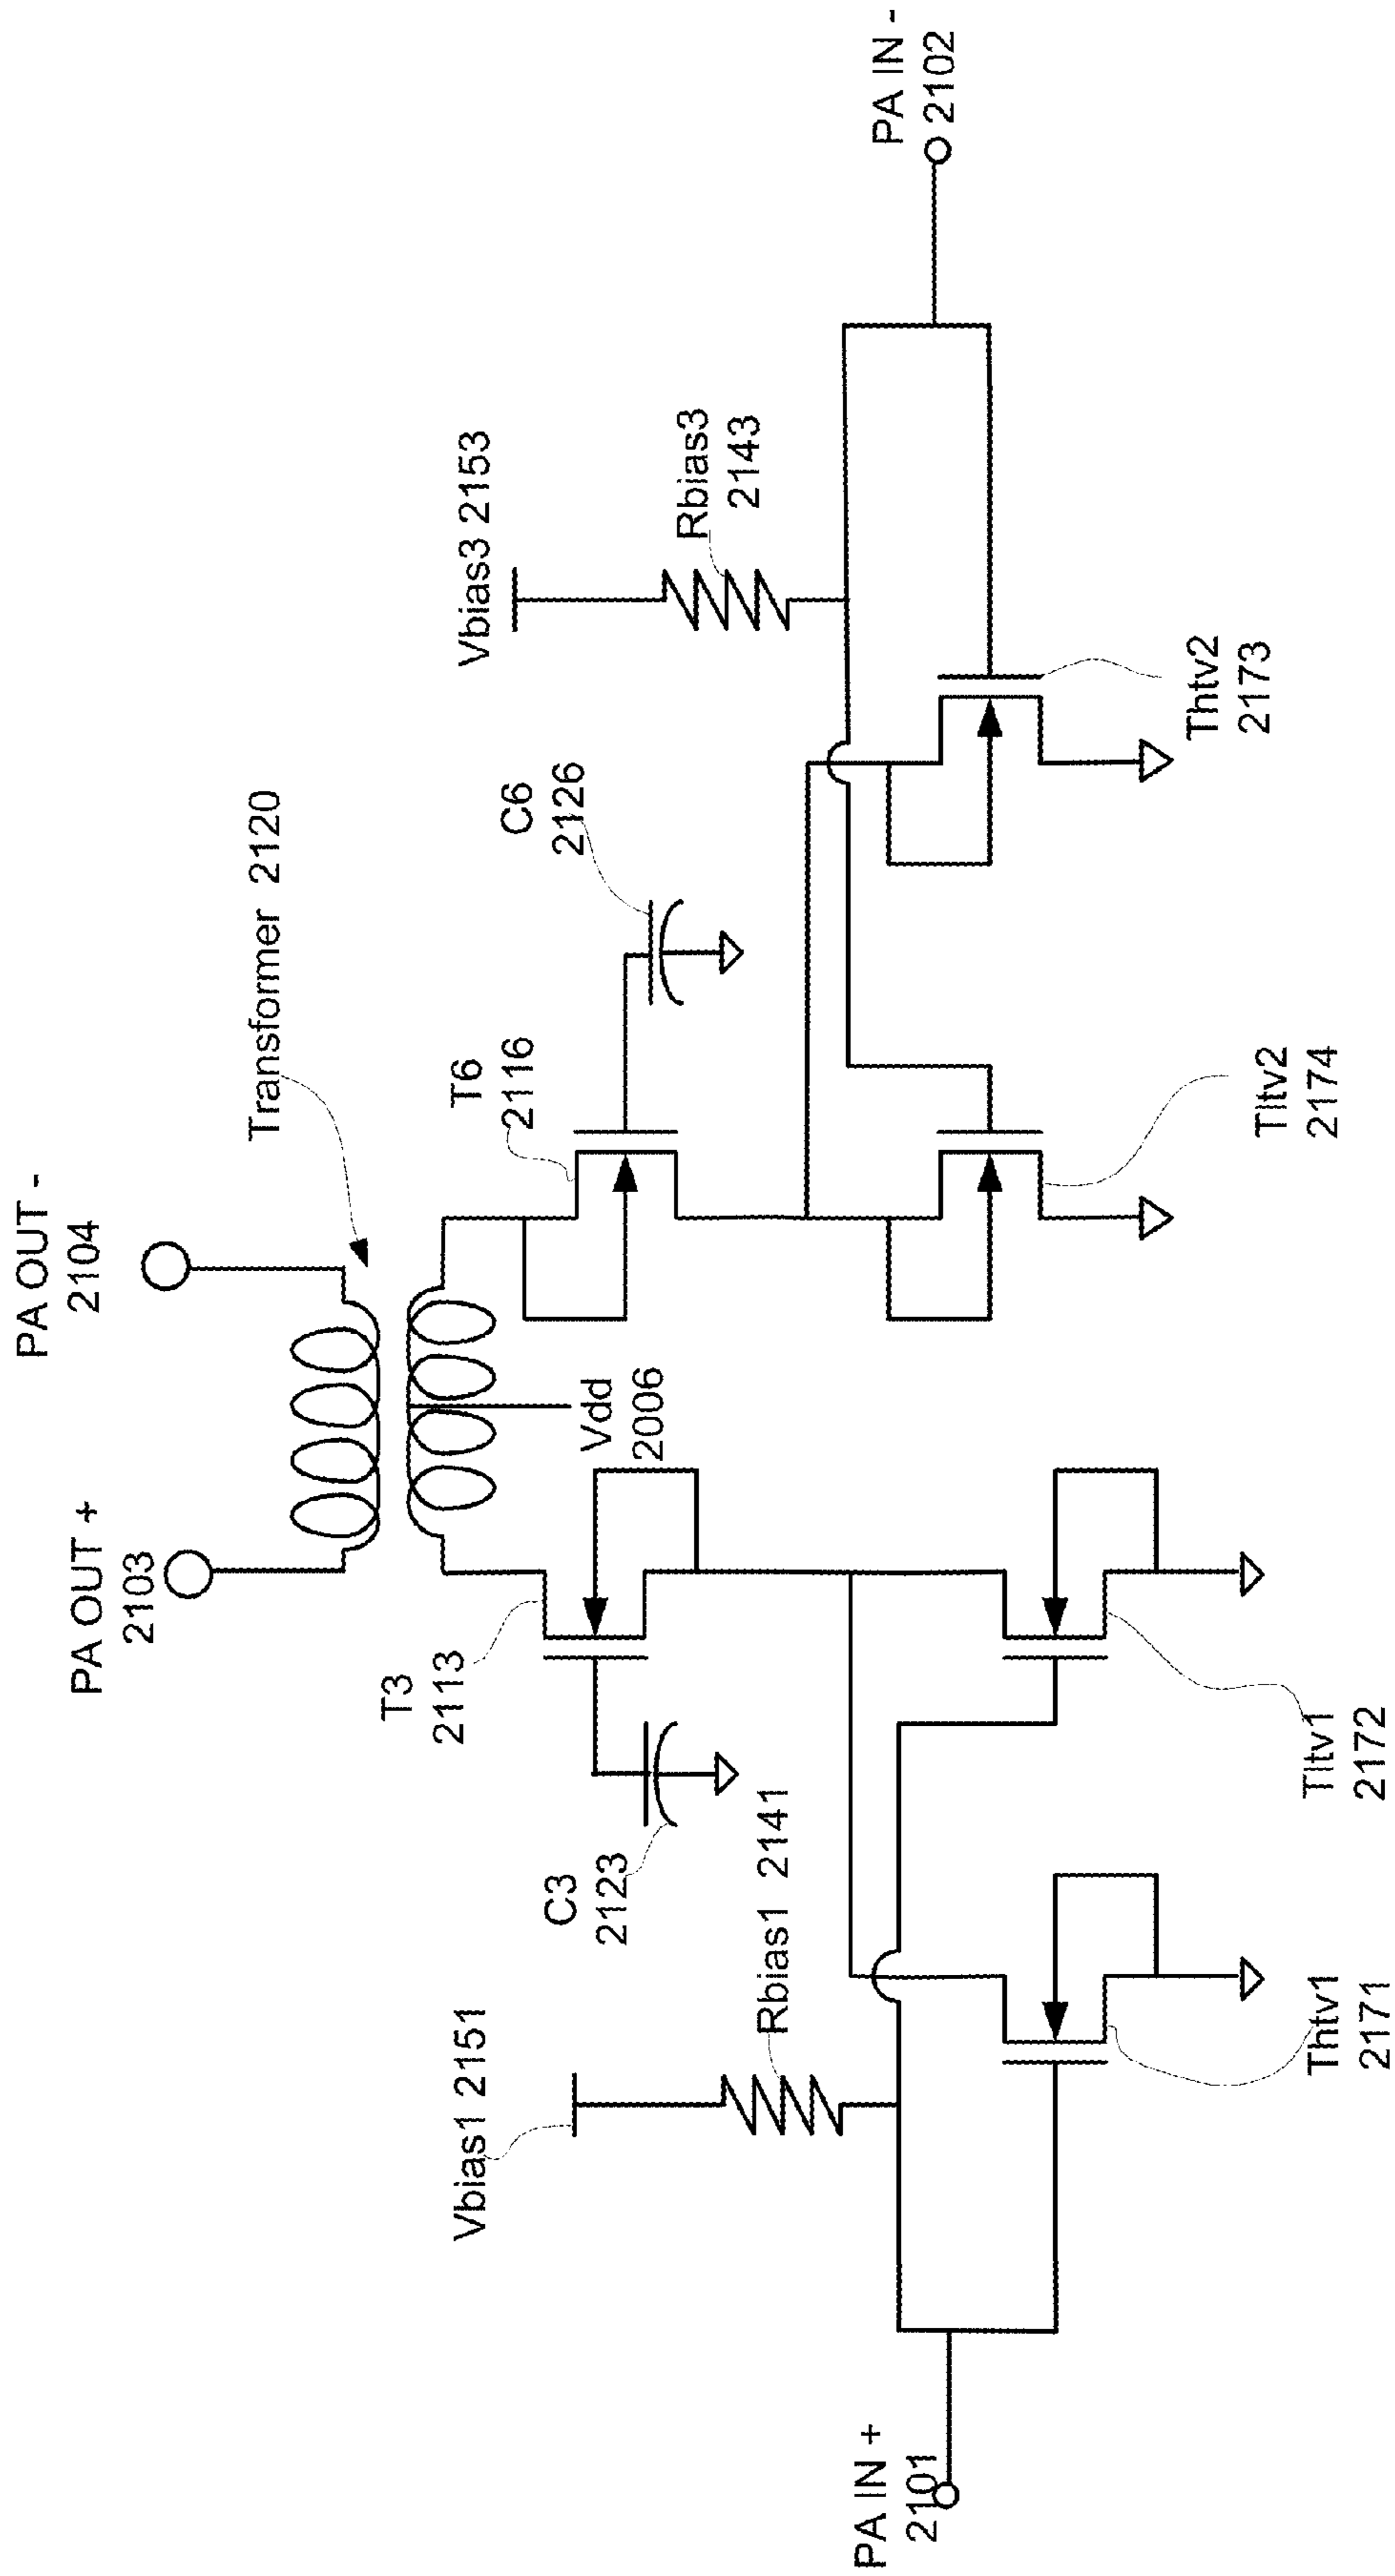 PA OUT +
2103
PA OUT -
2104
Transformer 2120
Vdd
2006
T3
2113
T6
2116
C3
2123
C6
2126
Vbias1 2151
Rbias1 2141
Vbias3 2153
Rbias3
2143
PA IN +
2101
PA IN -
2102
Thtv1
2171
Tltv1
2172
Tltv2
2174
Thtv2
2173